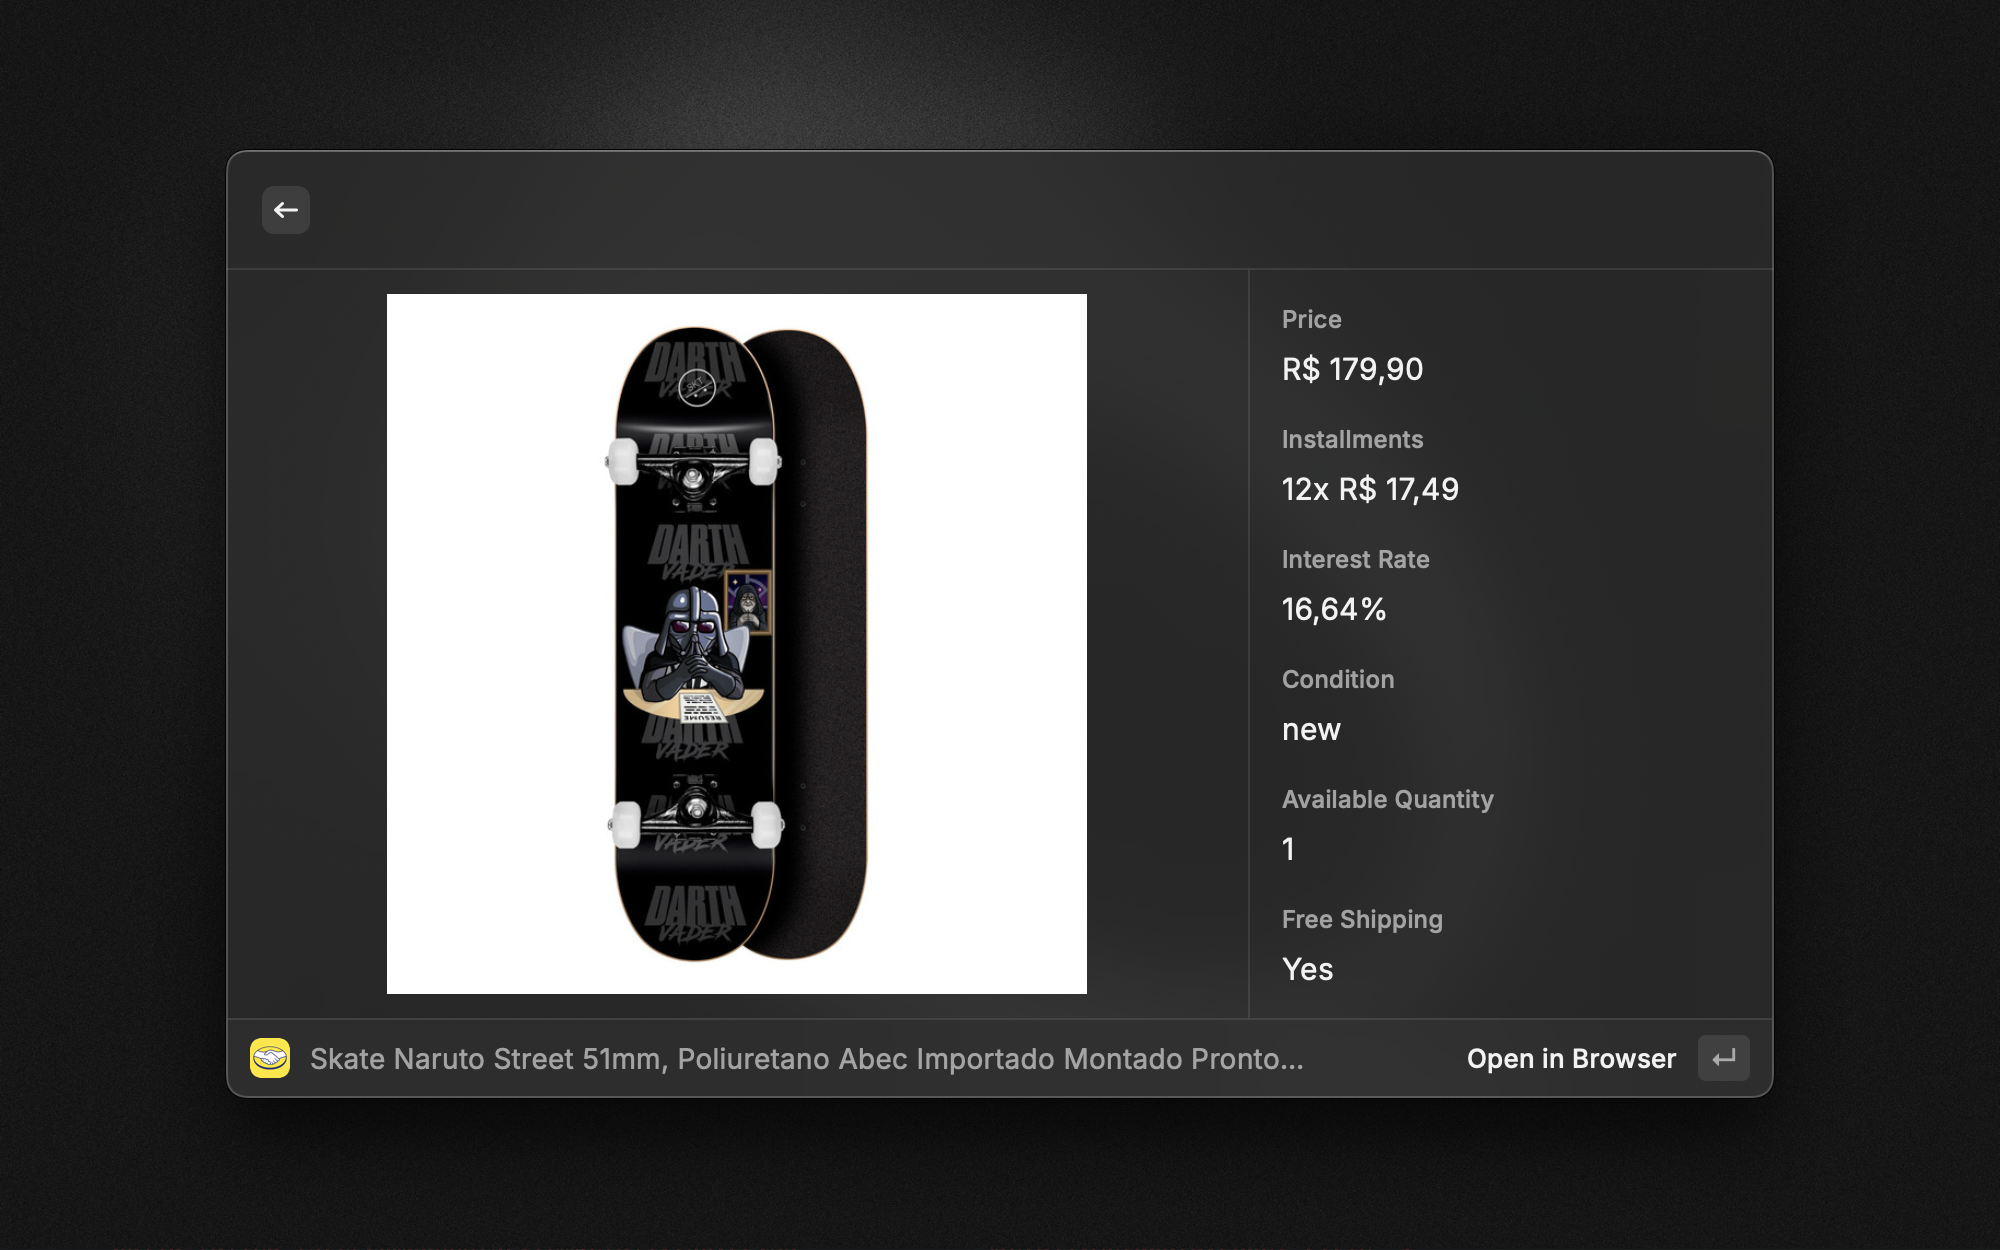 DARTH
VADER
SKT
DARTH
DARTH
VADER
RESUME
DARTH
VADER
VADER
DARTH
VADER
Price
R$ 179,90
Installments
12x R$ 17,49
Interest Rate
16,64%
Condition
new
Available Quantity
1
Free Shipping
Yes
Skate Naruto Street 51mm, Poliuretano Abec Importado Montado Pronto...
Open in Browser